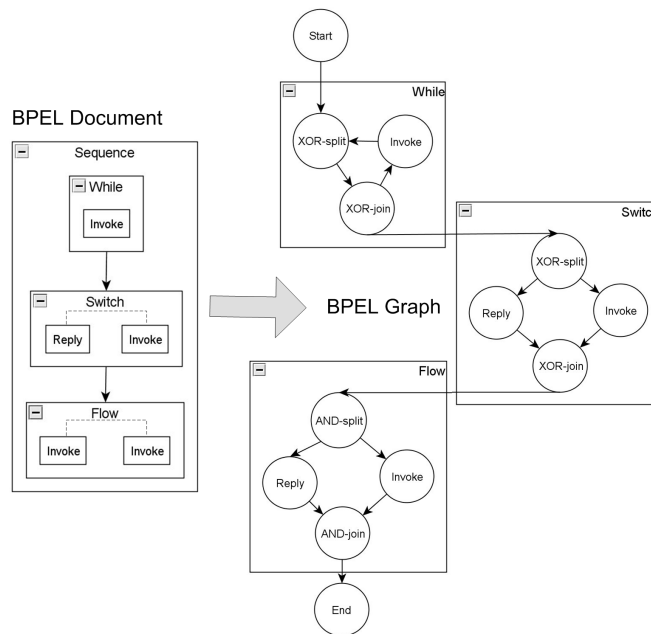 Start
While
XOR-split
Invoke
XOR-join
BPEL Document
Sequence
While
Invoke
Switch
Reply
Invoke
Flow
Invoke
Invoke
BPEL Graph
Switc
XOR-split
Reply
Invoke
XOR-join
Flow
AND-split
Reply
Invoke
AND-join
End